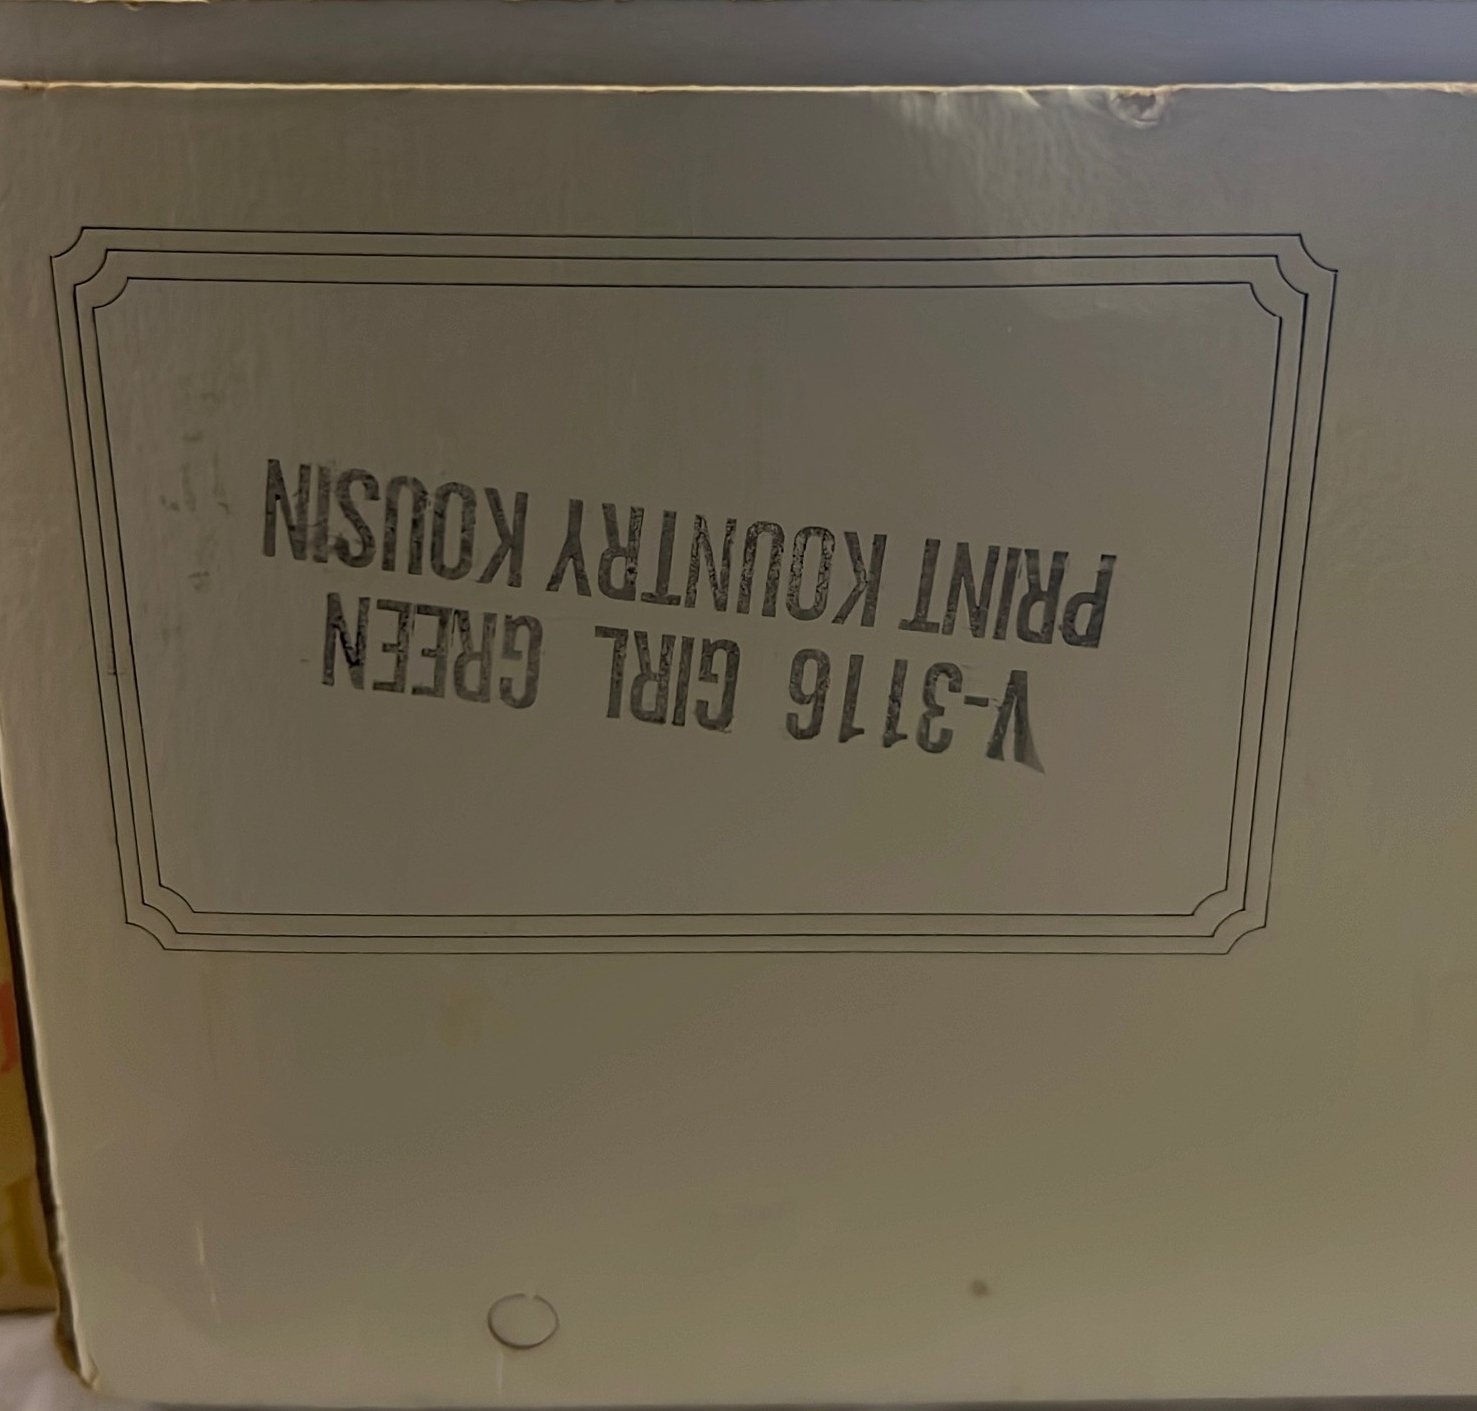 V-3116 GIRL GREEN
PRINT KOUNTRY KOUSIN